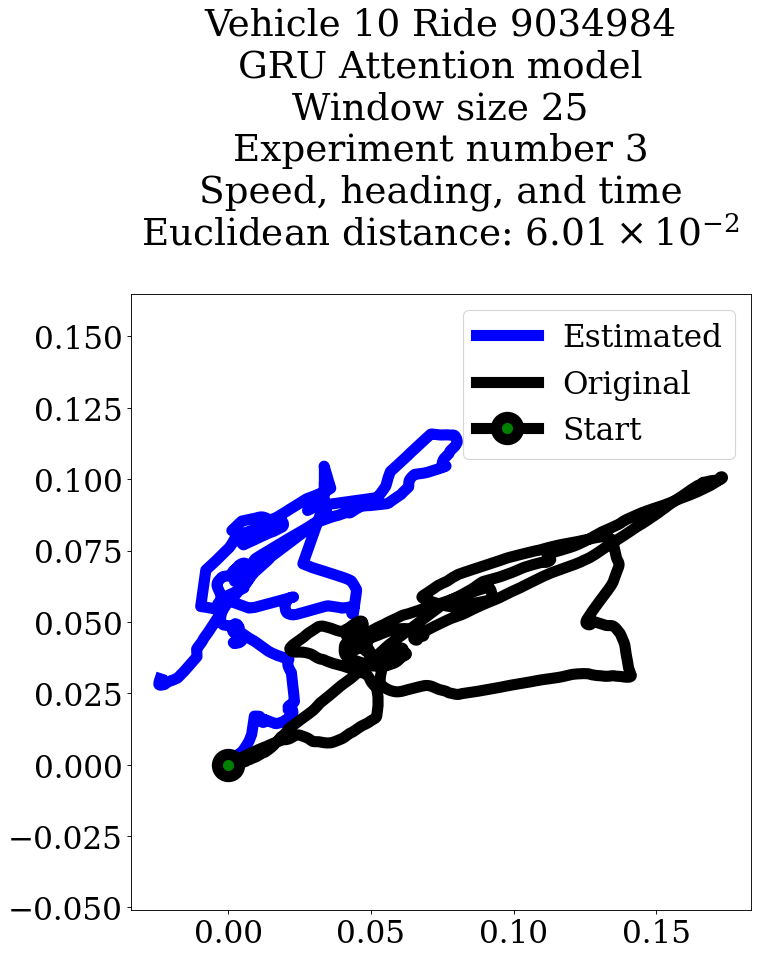 Vehicle 10 Ride 9034984
GRU Attention model
Window size 25
Experiment number 3
Speed, heading, and time
Euclidean distance: 6.01 × 10⁻²
Estimated
Original
Start
0.150
0.125
0.100
0.075
0.050
0.025
0.000
−0.025
−0.050
0.00 0.05 0.10 0.15